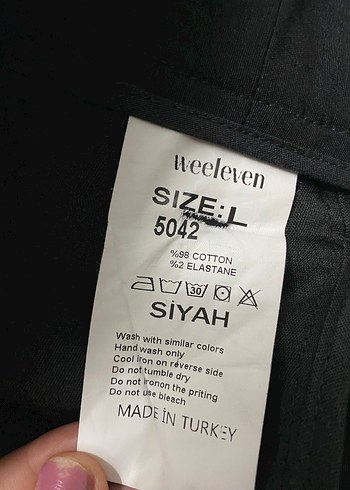 weeleven
SIZE:L
5042
%98 COTTON
%2 ELASTANE
30
SİYAH
Wash with similar colors
Hand wash only
Cool iron on reverse side
Do not tumble dry
Do not ironon the priting
Do not use bleach
MADE İN TURKEY